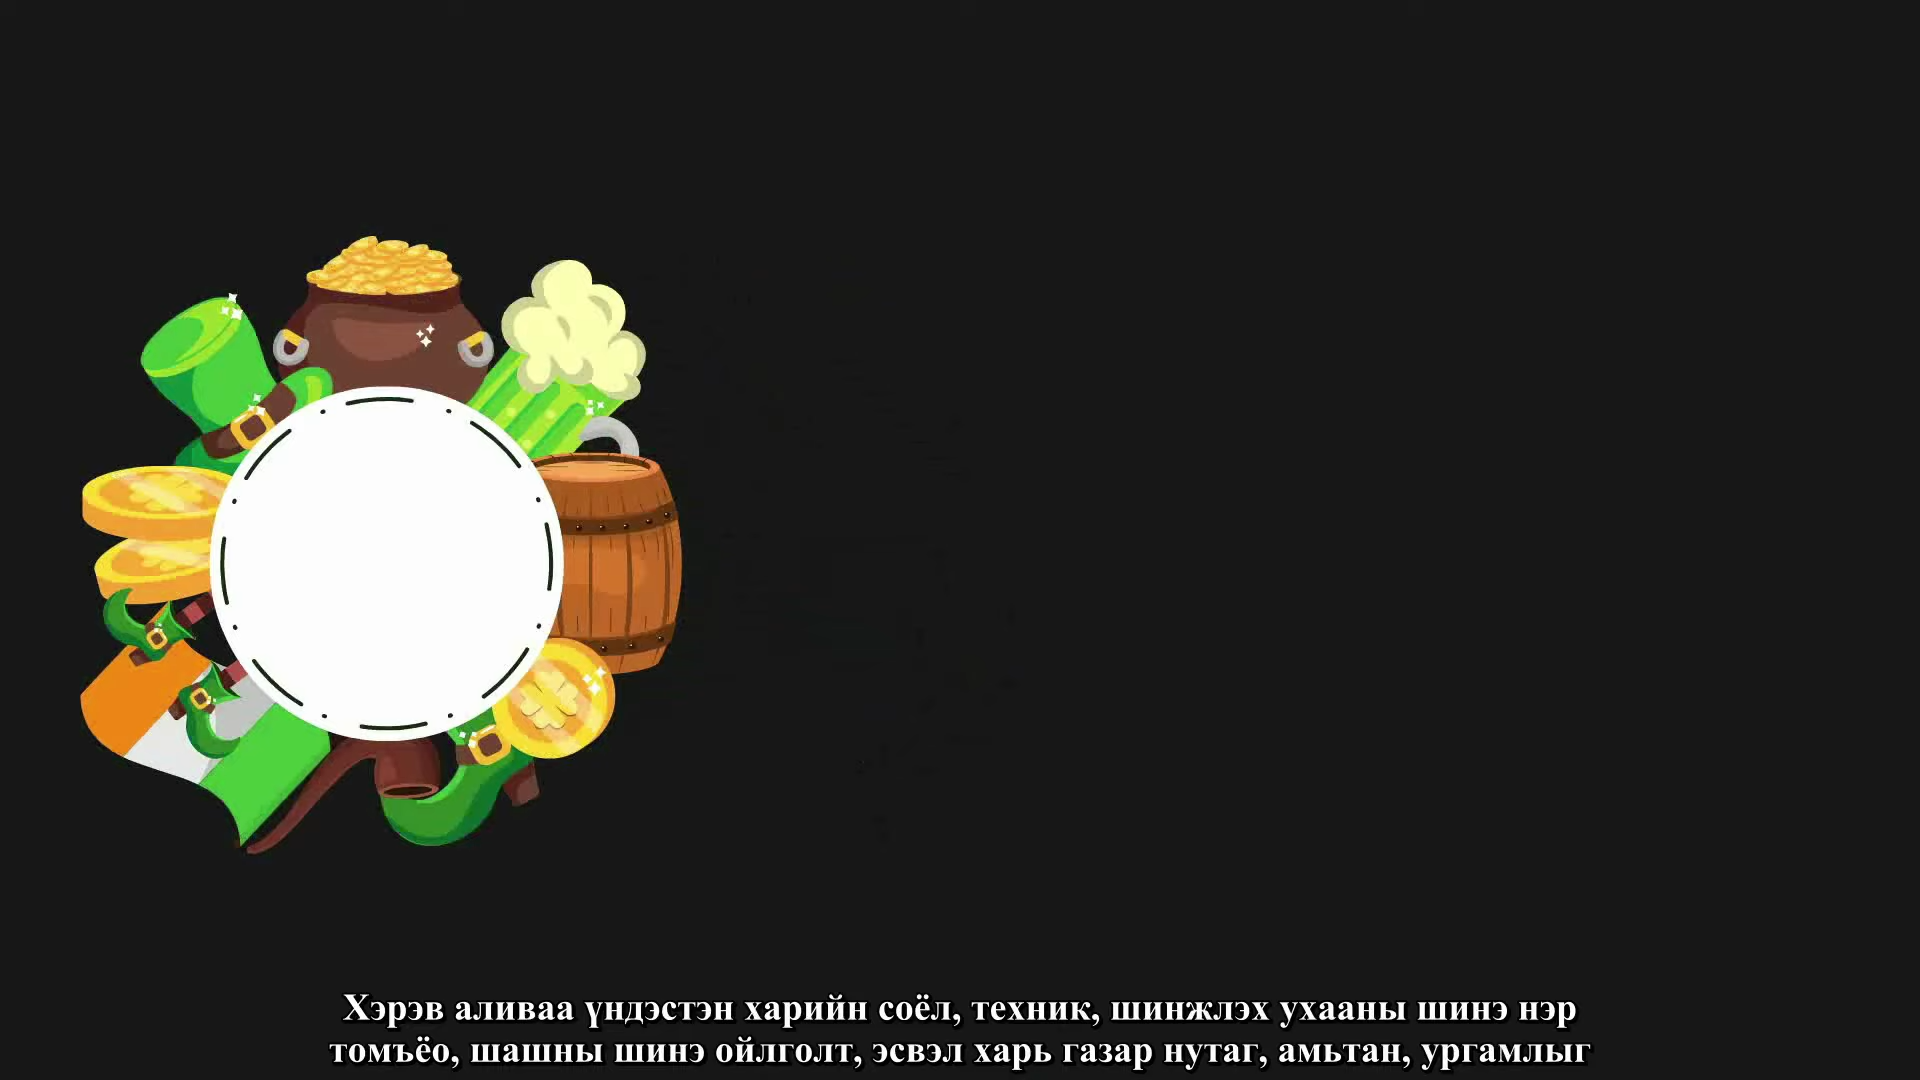 Хэрэв аливаа үндэстэн харийн соёл, техник, шинжлэх ухааны шинэ нэр
томъёо, шашны шинэ ойлголт, эсвэл харь газар нутаг, амьтан, ургамлыг